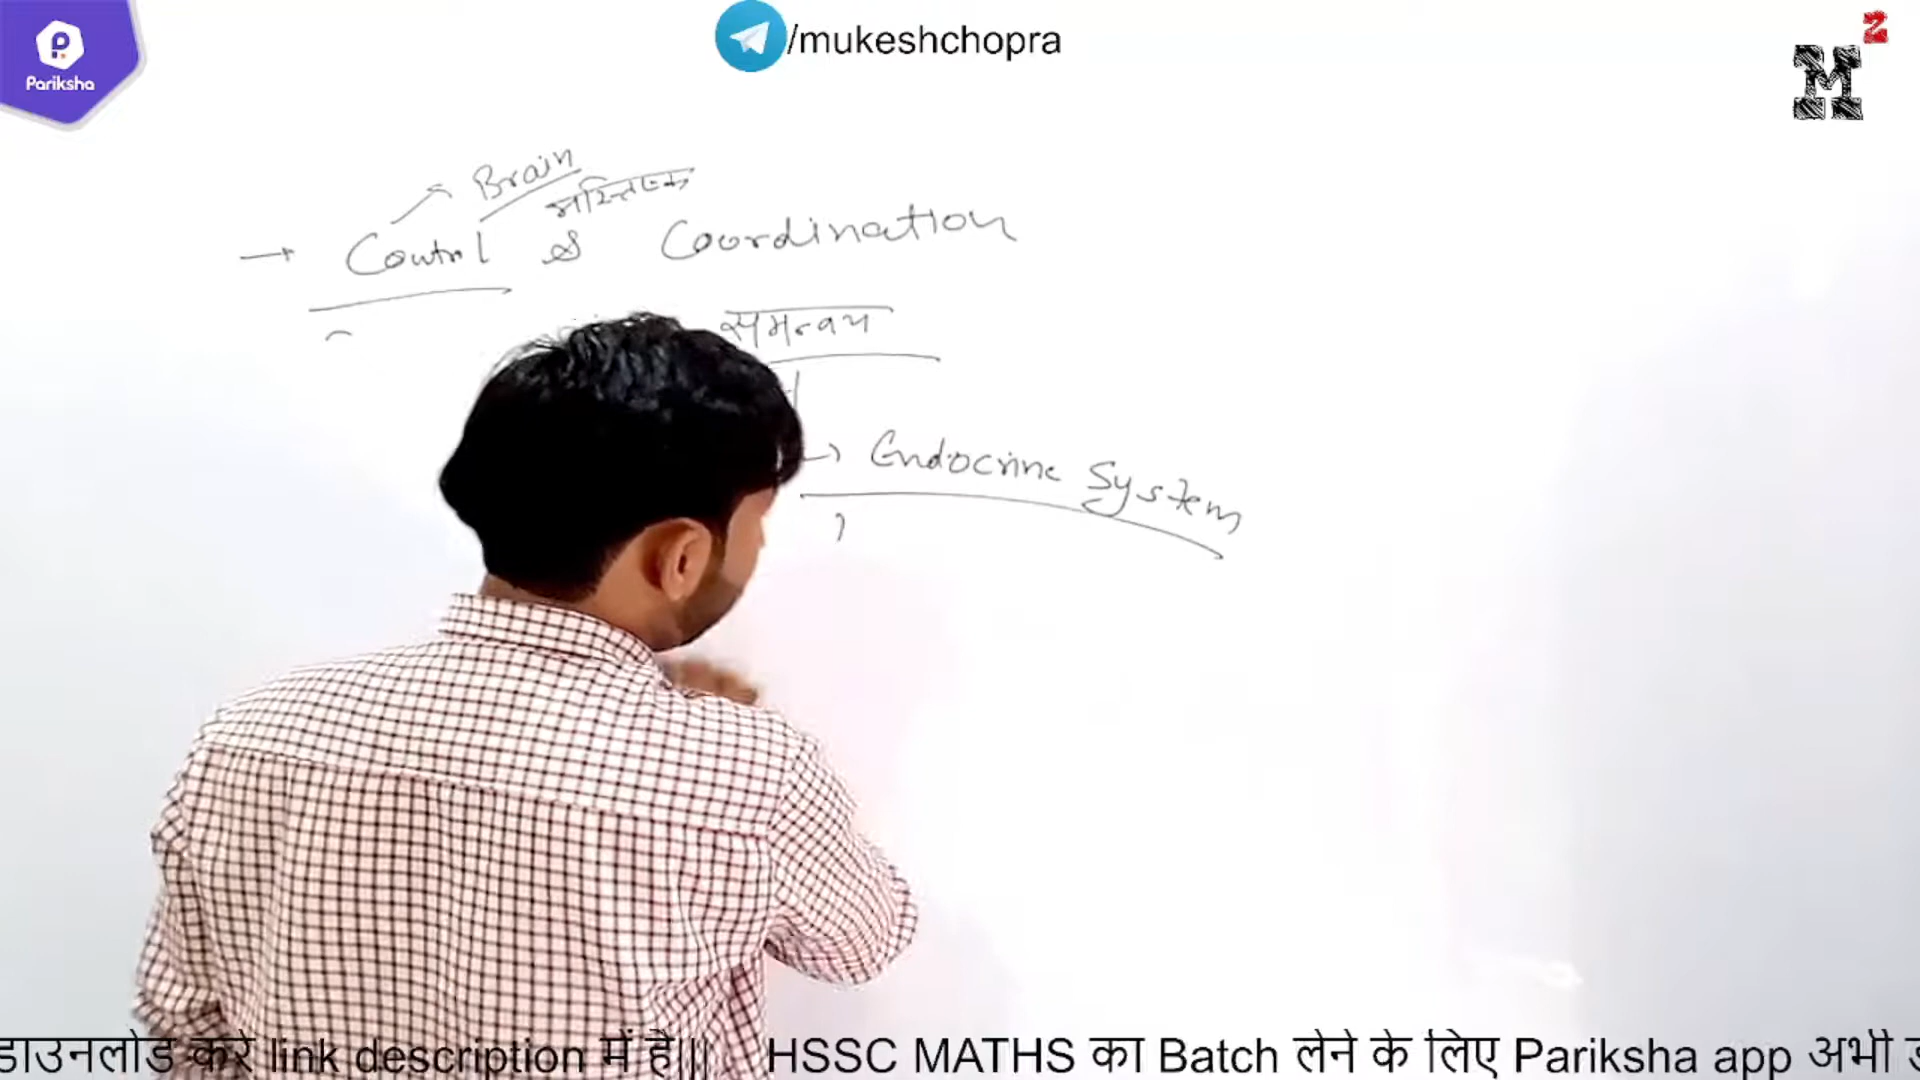 /mukeshchopra
Pariksha
M²
Brain
मस्तिष्क
→ Control & Coordination
समन्वय
→ Endocrine System
डाउनलोड करे link description में है|| HSSC MATHS का Batch लेने के लिए Pariksha app अभी